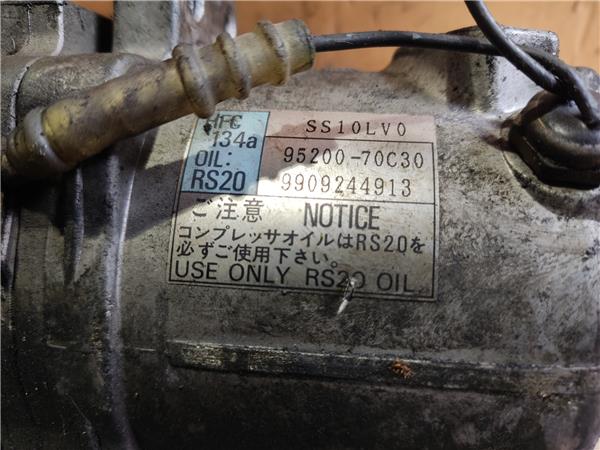 HFC
134a
OIL:
RS20
SS10LV0
95200-70C30
9909244913
ご注意 NOTICE
コンプレッサオイルはRS20を
必ずご使用下さい。
USE ONLY RS20 OIL.